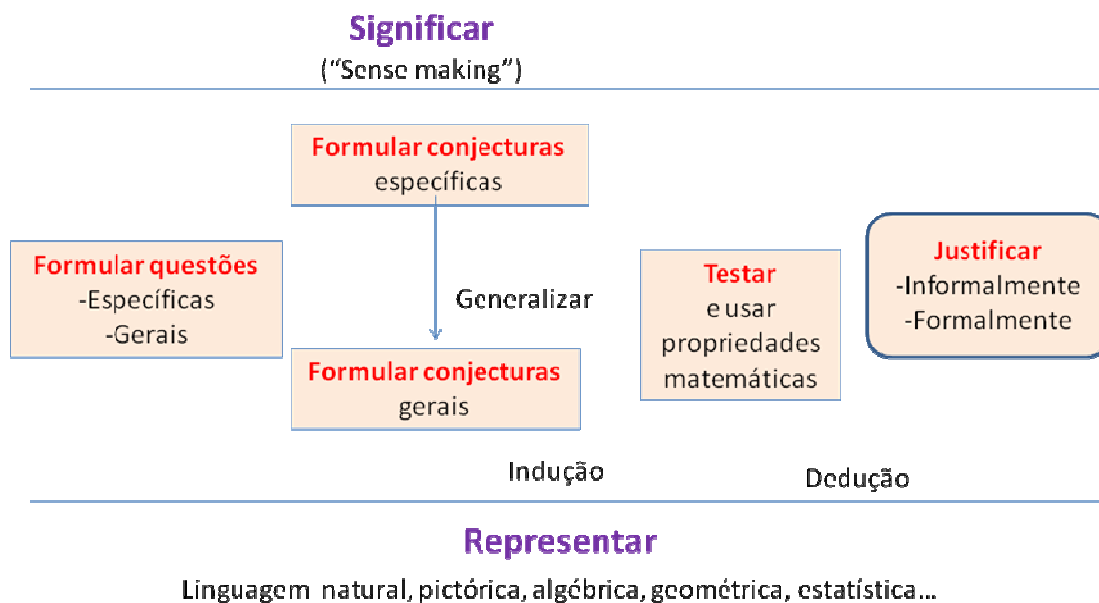 Significar
("Sense making")
Formular conjecturas
específicas
Formular questões
-Específicas
-Gerais
Generalizar
Formular conjecturas
gerais
Testar
e usar
propriedades
matemáticas
Justificar
-Informalmente
-Formalmente
Indução
Dedução
Representar
Linguagem natural, pictórica, algébrica, geométrica, estatística...